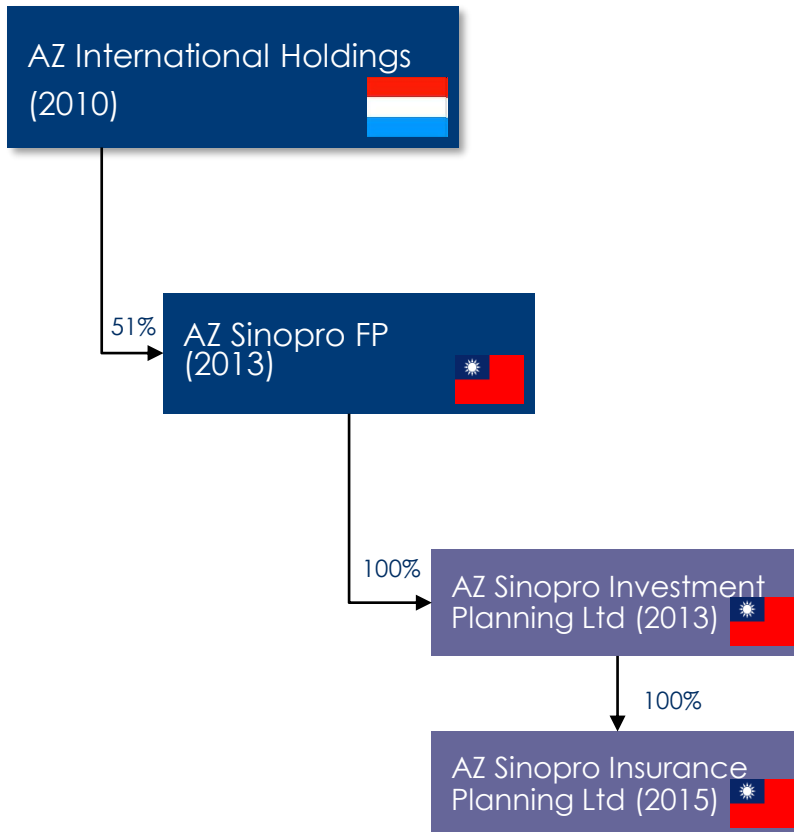 AZ International Holdings
(2010)
51%
AZ Sinopro FP
(2013)
100%
AZ Sinopro Investment
Planning Ltd (2013)
100%
AZ Sinopro Insurance
Planning Ltd (2015)